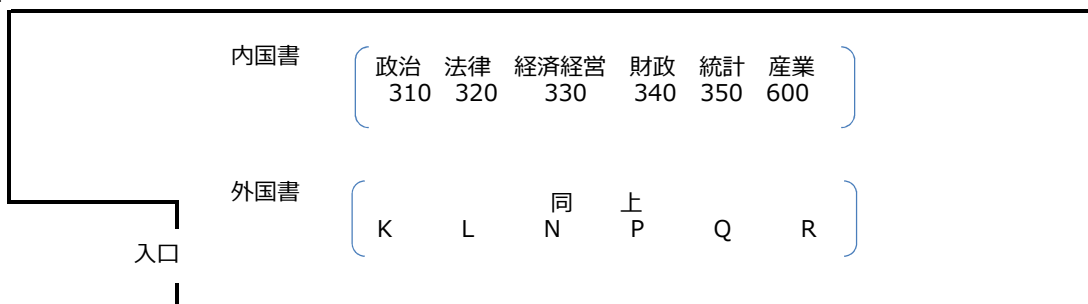 内国書
政治 法律 経済経営 財政 統計 産業
310 320 330 340 350 600
外国書
同 上
K L N P Q R
入口